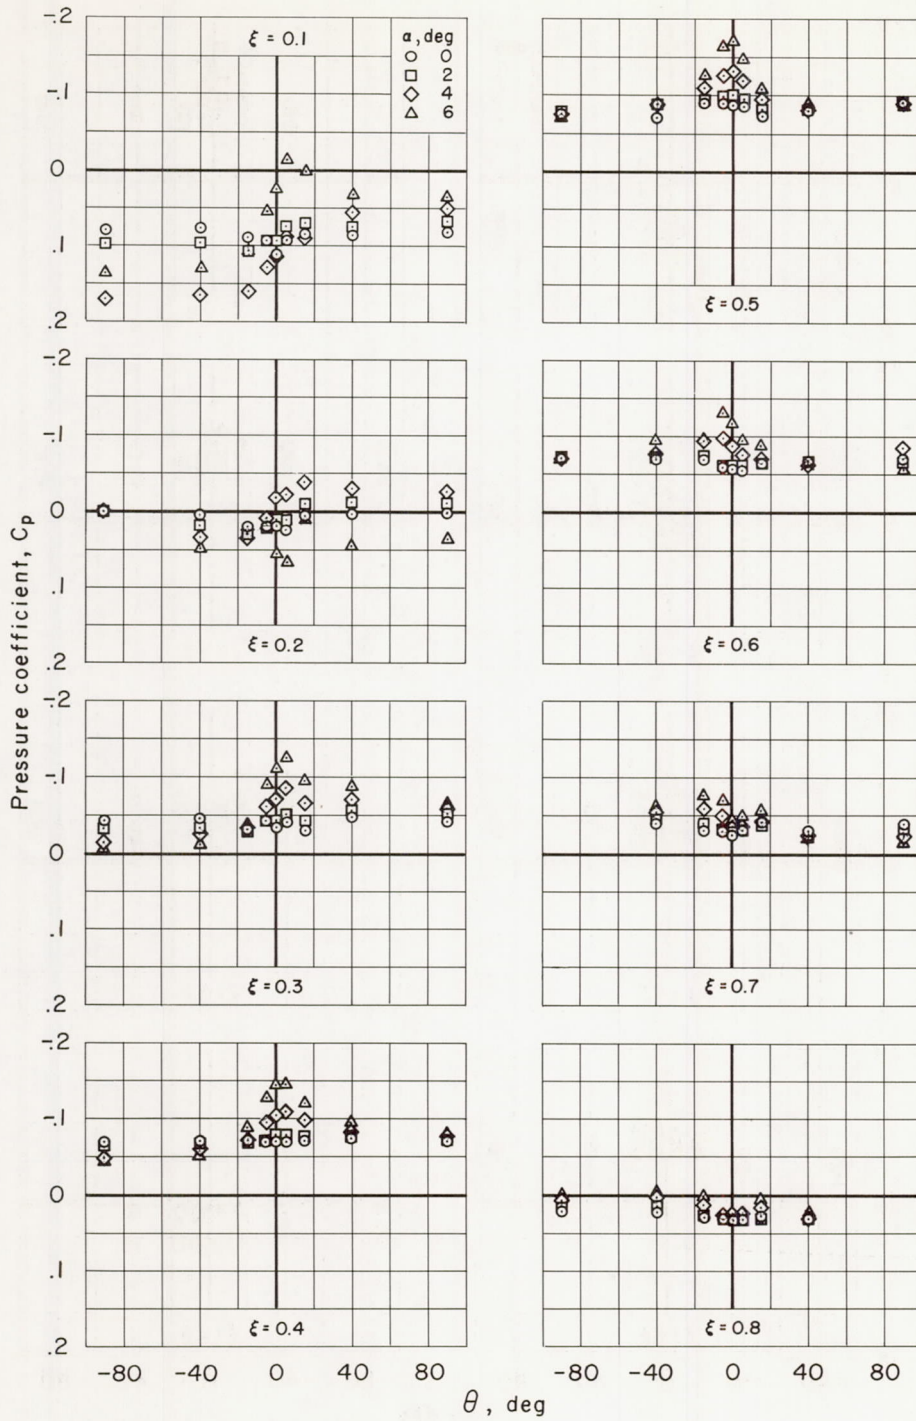 Pressure coefficient, Cp
-.2
-.1
0
.1
.2
ξ = 0.1
α, deg
0
2
4
6
ξ = 0.5
-.2
-.1
0
.1
.2
ξ = 0.2
ξ = 0.6
-.2
-.1
0
.1
.2
ξ = 0.3
ξ = 0.7
-.2
-.1
0
.1
.2
ξ = 0.4
ξ = 0.8
-80 -40 0 40 80
-80 -40 0 40 80
θ, deg